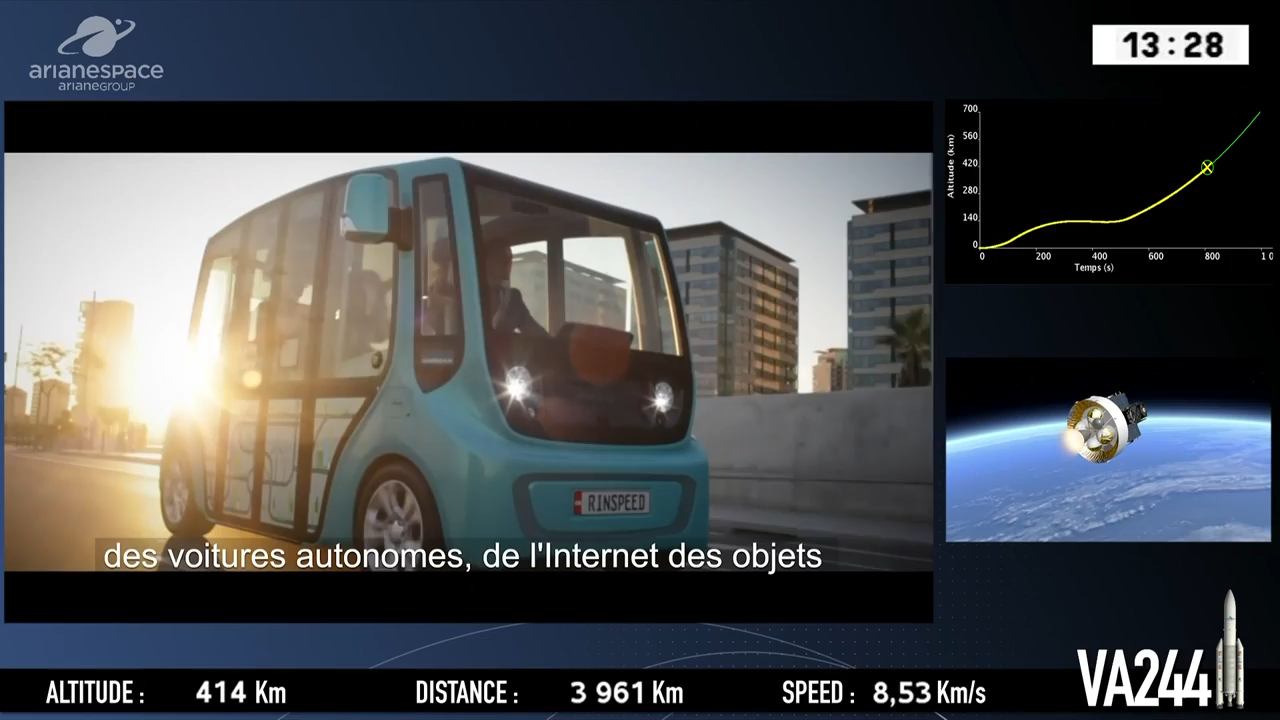 arianespace
arianeGROUP
13:28
700
560
420
280
140
0
Altitude (km)
0
200
400
600
800
1 0
Temps (s)
RINSPEED
des voitures autonomes, de l'Internet des objets
VA244
ALTITUDE : 414 Km DISTANCE : 3 961 Km SPEED : 8,53 Km/s